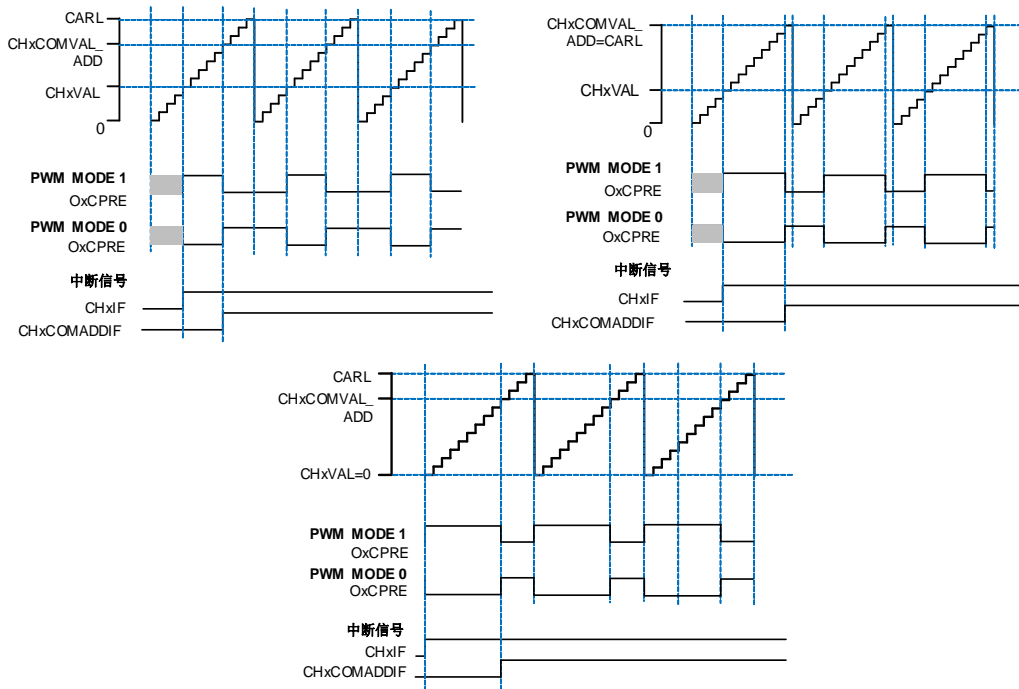 CARL
CHxCOMVAL_
ADD
CHxVAL
0
PWM MODE 1
OxCPRE
PWM MODE 0
OxCPRE
中断信号
CHxIF
CHxCOMADDIF
CHxCOMVAL_
ADD=CARL
CHxVAL
0
PWM MODE 1
OxCPRE
PWM MODE 0
OxCPRE
中断信号
CHxIF
CHxCOMADDIF
CARL
CHxCOMVAL_
ADD
CHxVAL=0
PWM MODE 1
OxCPRE
PWM MODE 0
OxCPRE
中断信号
CHxIF
CHxCOMADDIF